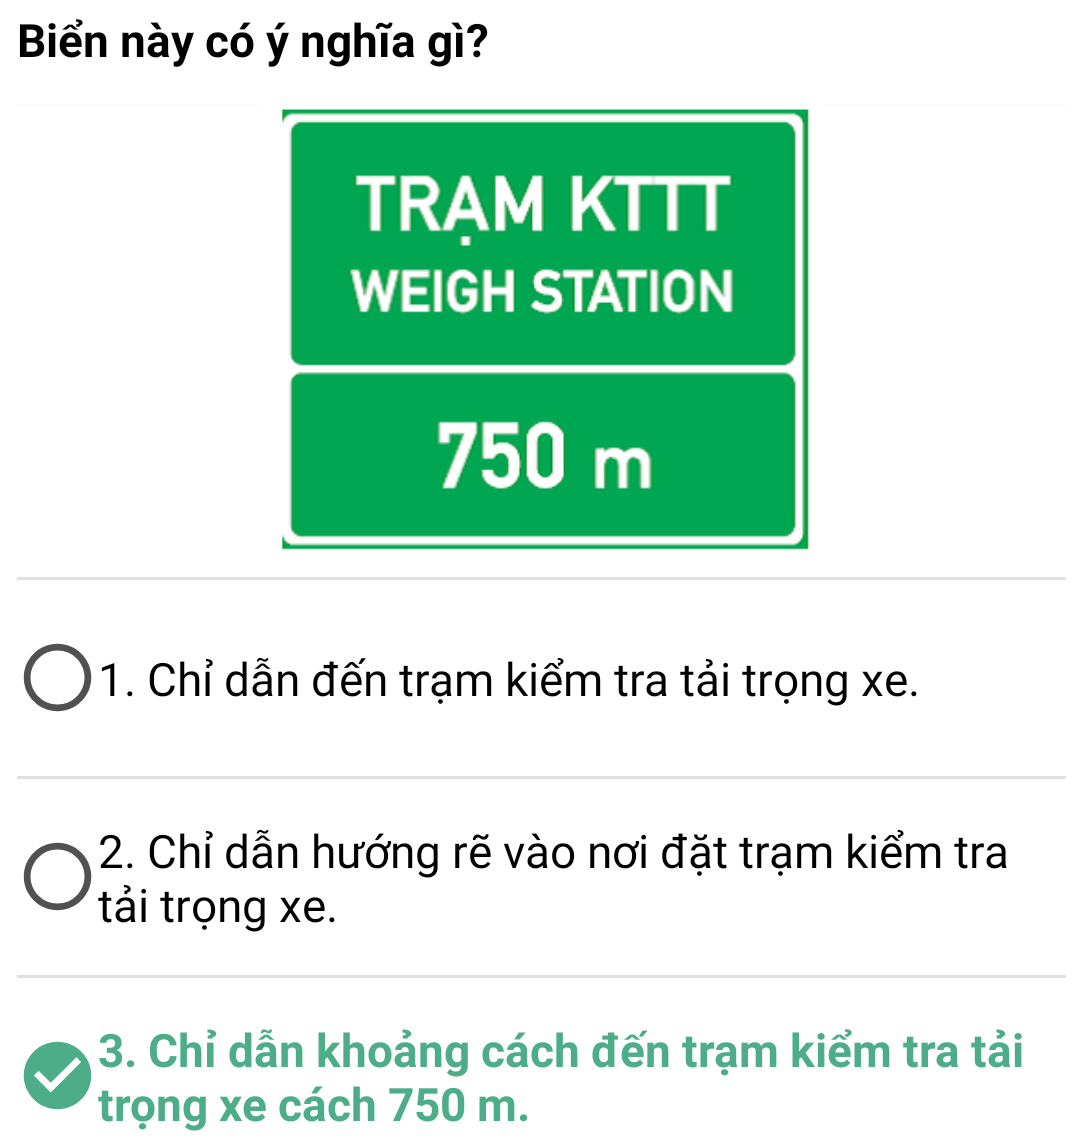 Biển này có ý nghĩa gì?
TRẠM KTTT
WEIGH STATION
750 m
1. Chỉ dẫn đến trạm kiểm tra tải trọng xe.
2. Chỉ dẫn hướng rẽ vào nơi đặt trạm kiểm tra
tải trọng xe.
3. Chỉ dẫn khoảng cách đến trạm kiểm tra tải
trọng xe cách 750 m.